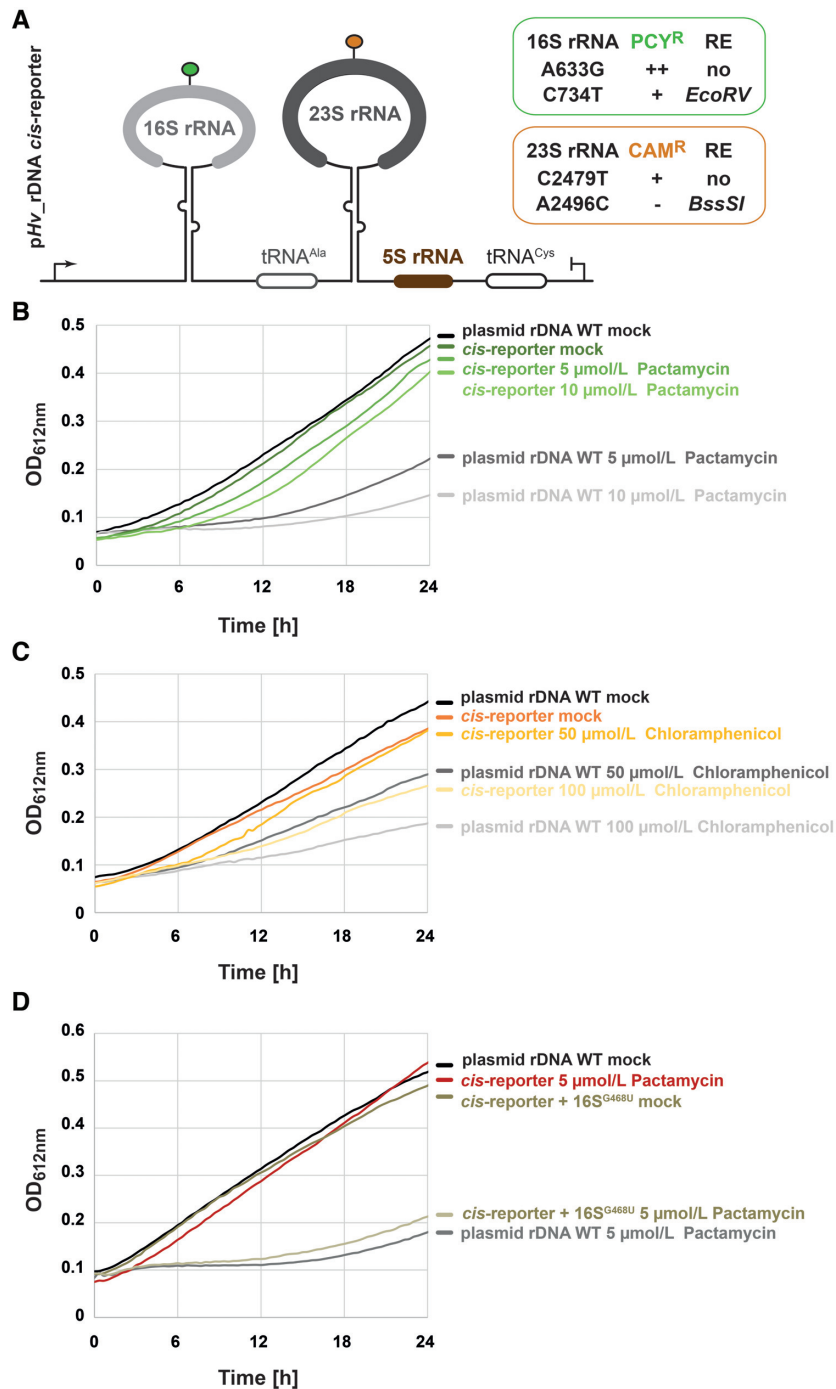 A
pHv_rDNA cis-reporter
16S rRNA
23S rRNA
tRNAᴬˡᵃ
5S rRNA
tRNAᶜʸˢ
16S rRNA PCYᴿ RE
A633G ++ no
C734T + EcoRV
23S rRNA CAMᴿ RE
C2479T + no
A2496C - BssSI
B
OD612nm
0.5
0.4
0.3
0.2
0.1
0
0 6 12 18 24
Time [h]
plasmid rDNA WT mock
cis-reporter mock
cis-reporter 5 µmol/L Pactamycin
cis-reporter 10 µmol/L Pactamycin
plasmid rDNA WT 5 µmol/L Pactamycin
plasmid rDNA WT 10 µmol/L Pactamycin
C
OD612nm
0.5
0.4
0.3
0.2
0.1
0
0 6 12 18 24
Time [h]
plasmid rDNA WT mock
cis-reporter mock
cis-reporter 50 µmol/L Chloramphenicol
plasmid rDNA WT 50 µmol/L Chloramphenicol
cis-reporter 100 µmol/L Chloramphenicol
plasmid rDNA WT 100 µmol/L Chloramphenicol
D
OD612nm
0.6
0.5
0.4
0.3
0.2
0.1
0
0 6 12 18 24
Time [h]
plasmid rDNA WT mock
cis-reporter 5 µmol/L Pactamycin
cis-reporter + 16SG468U mock
cis-reporter + 16SG468U 5 µmol/L Pactamycin
plasmid rDNA WT 5 µmol/L Pactamycin